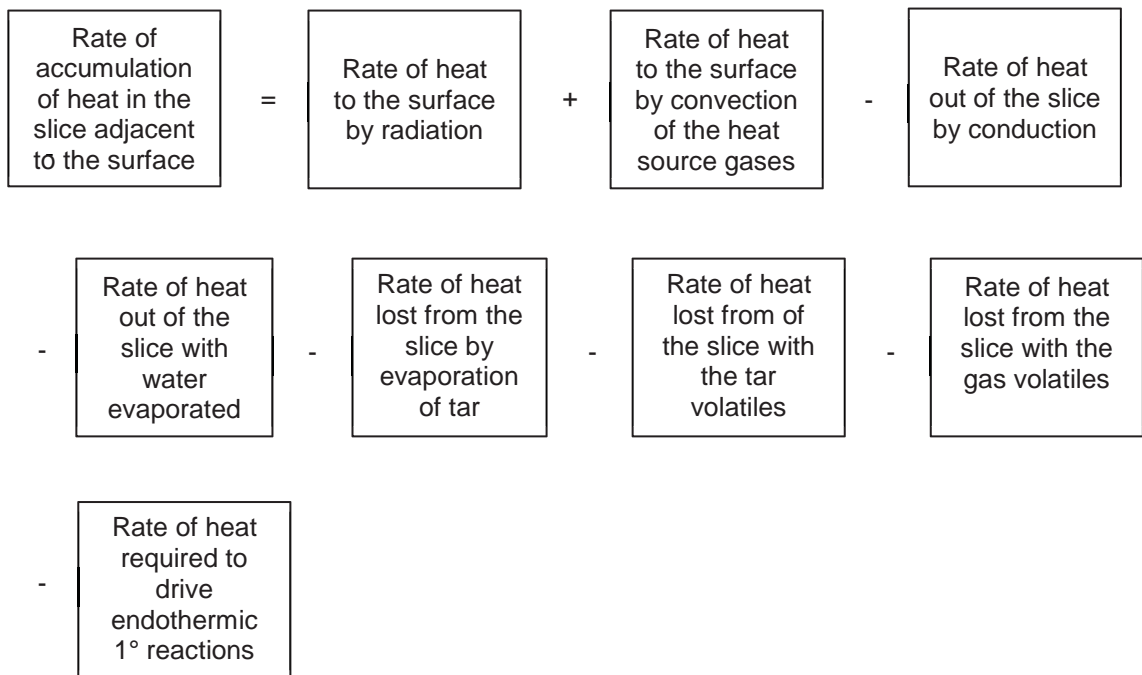 Rate of
accumulation
of heat in the
slice adjacent
to the surface
=
Rate of heat
to the surface
by radiation
+
Rate of heat
to the surface
by convection
of the heat
source gases
-
Rate of heat
out of the slice
by conduction
-
Rate of heat
out of the
slice with
water
evaporated
-
Rate of heat
lost from the
slice by
evaporation
of tar
-
Rate of heat
lost from of
the slice with
the tar
volatiles
-
Rate of heat
lost from the
slice with the
gas volatiles
-
Rate of heat
required to
drive
endothermic
1° reactions